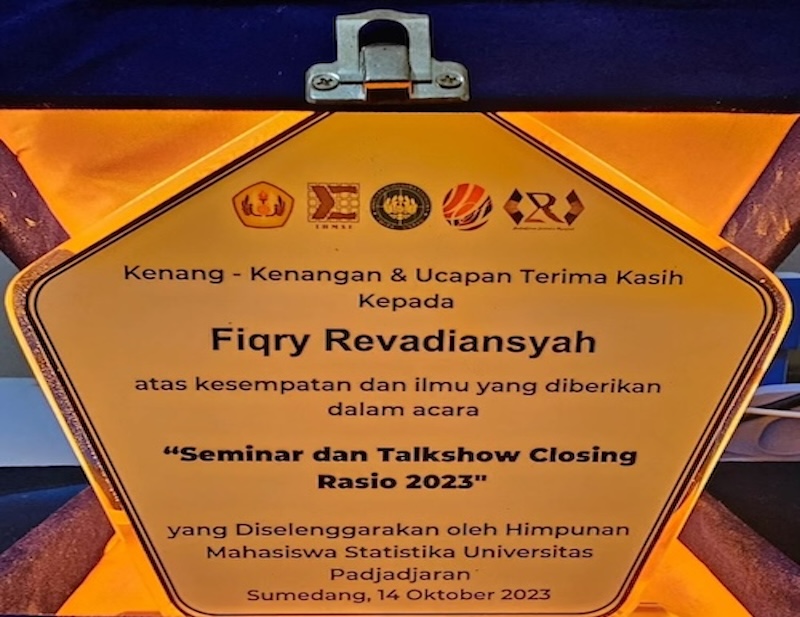 Kenang - Kenangan & Ucapan Terima Kasih
Kepada
Fiqry Revadiansyah
atas kesempatan dan ilmu yang diberikan
dalam acara
“Seminar dan Talkshow Closing
Rasio 2023"
yang Diselenggarakan oleh Himpunan
Mahasiswa Statistika Universitas
Padjadjaran
Sumedang, 14 Oktober 2023